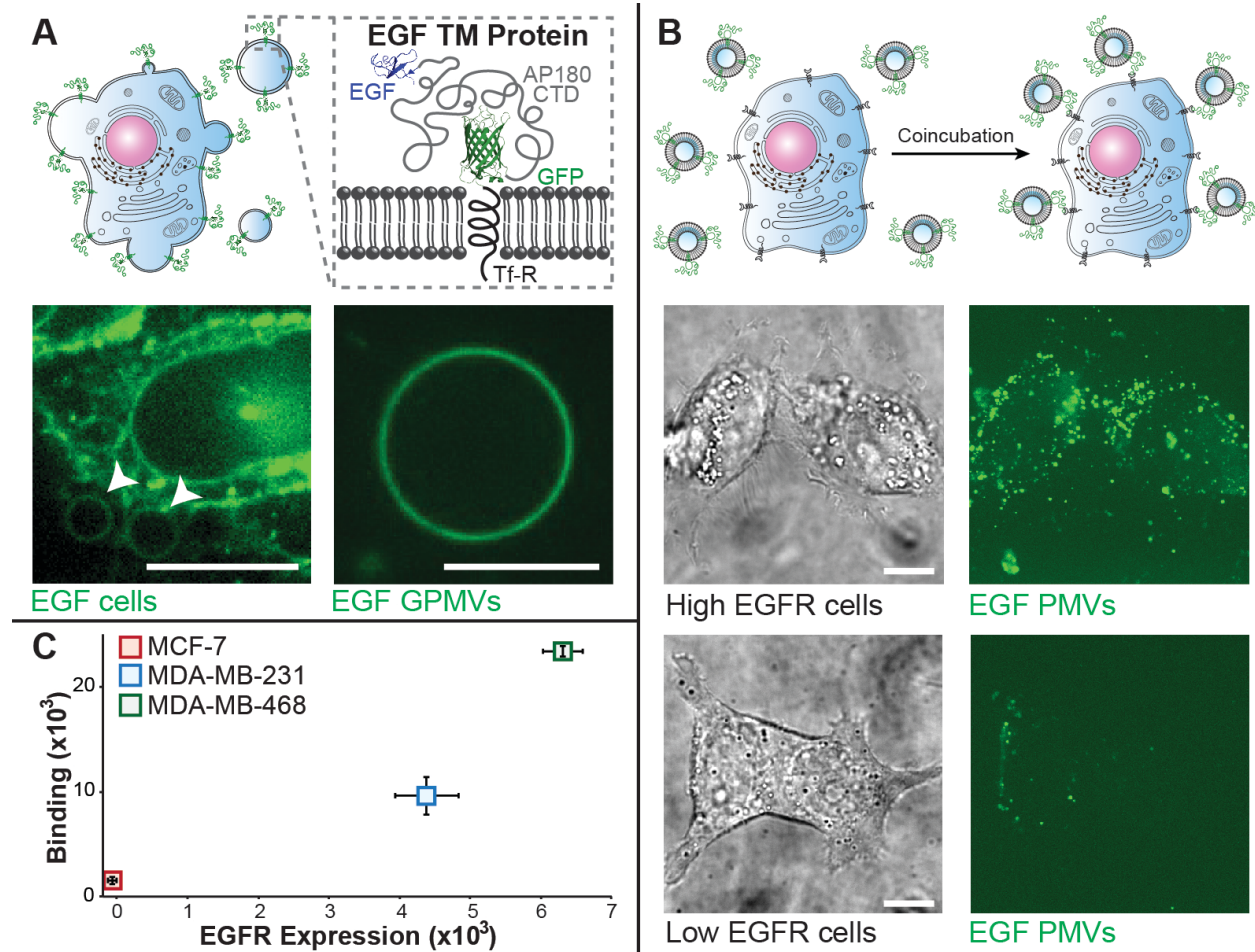 A
EGF TM Protein
EGF
AP180
CTD
GFP
Tf-R
EGF cells
EGF GPMVs
B
Coincubation
High EGFR cells
EGF PMVs
Low EGFR cells
EGF PMVs
C
MCF-7
MDA-MB-231
MDA-MB-468
Binding (x10³)
20
10
0
0 1 2 3 4 5 6 7
EGFR Expression (x10³)